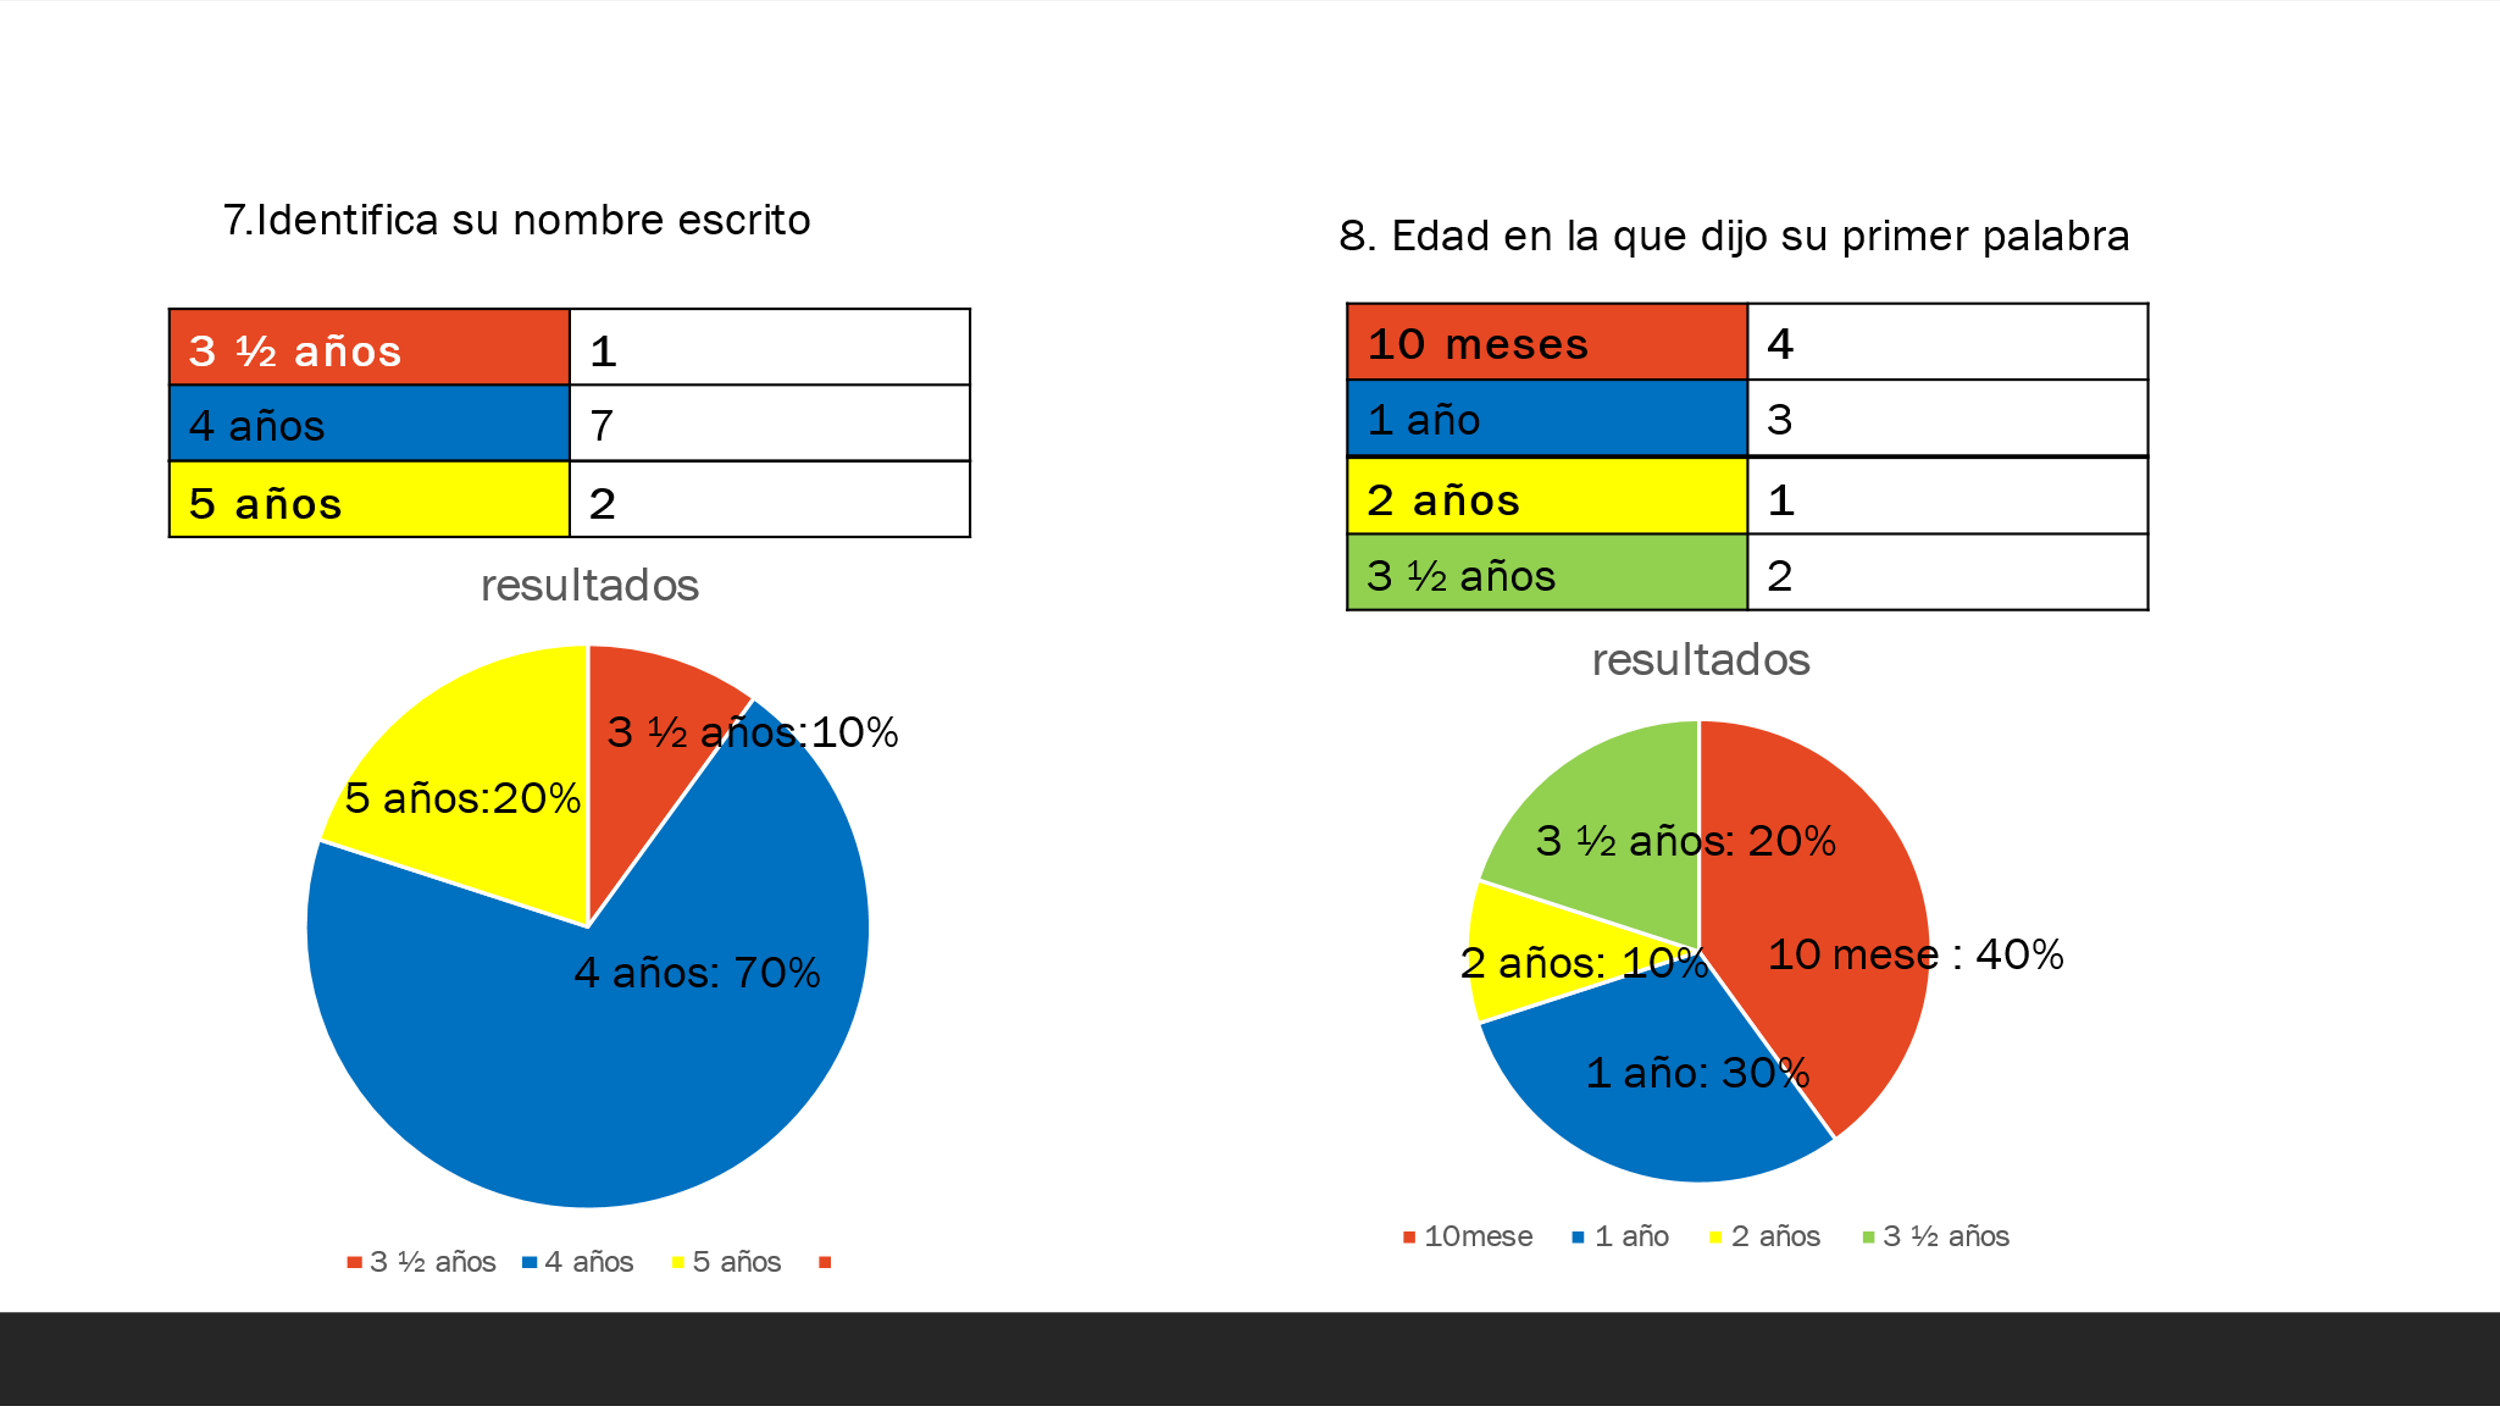 7.Identifica su nombre escrito
3 ½ años 1
4 años 7
5 años 2
resultados
3 ½ años:10%
5 años:20%
4 años: 70%
3 ½ años 4 años 5 años
8. Edad en la que dijo su primer palabra
10 meses 4
1 año 3
2 años 1
3 ½ años 2
resultados
3 ½ años: 20%
10 mese : 40%
2 años: 10%
1 año: 30%
10mese 1 año 2 años 3 ½ años